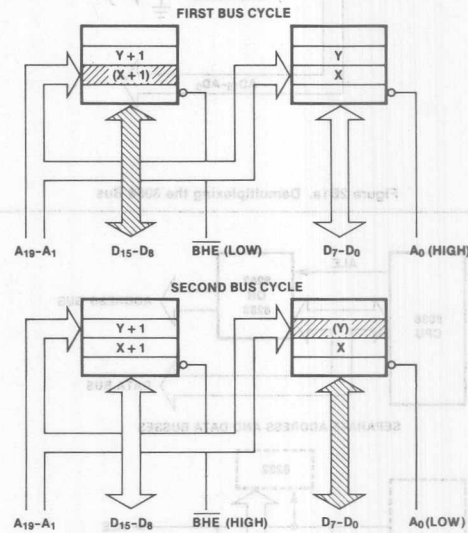 FIRST BUS CYCLE
Y + 1
Y
(X + 1)
X
A19–A1
D15–D8
BHE (LOW)
D7–D0
A0 (HIGH)
SECOND BUS CYCLE
Y + 1
(Y)
X + 1
X
A19–A1
D15–D8
BHE (HIGH)
D7–D0
A0 (LOW)